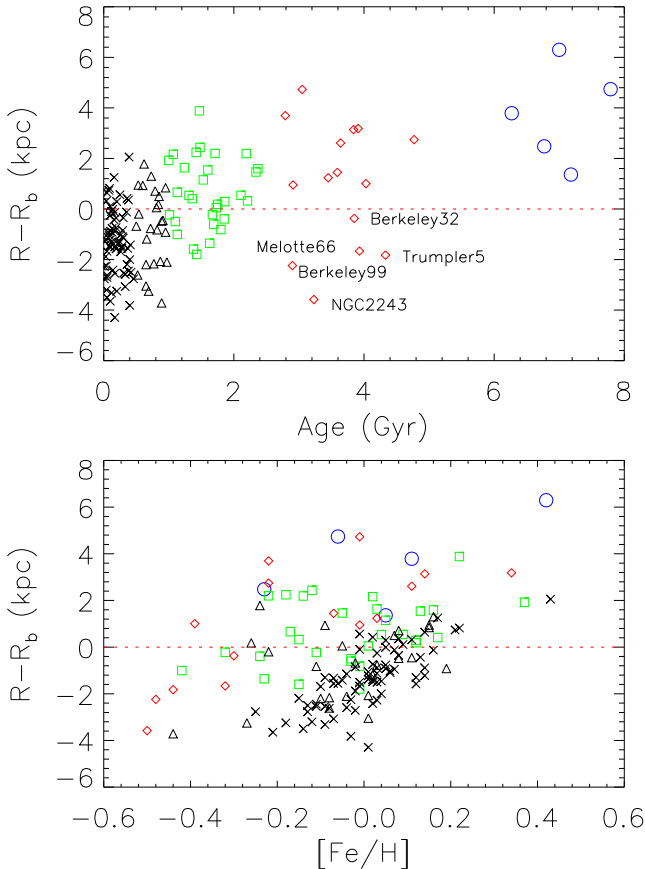 8
6
4
2
0
−2
−4
−6
R−R_b (kpc)
Berkeley32
Melotte66
Trumpler5
Berkeley99
NGC2243
0 2 4 6 8
Age (Gyr)
8
6
4
2
0
−2
−4
−6
R−R_b (kpc)
−0.6 −0.4 −0.2 −0.0 0.2 0.4 0.6
[Fe/H]